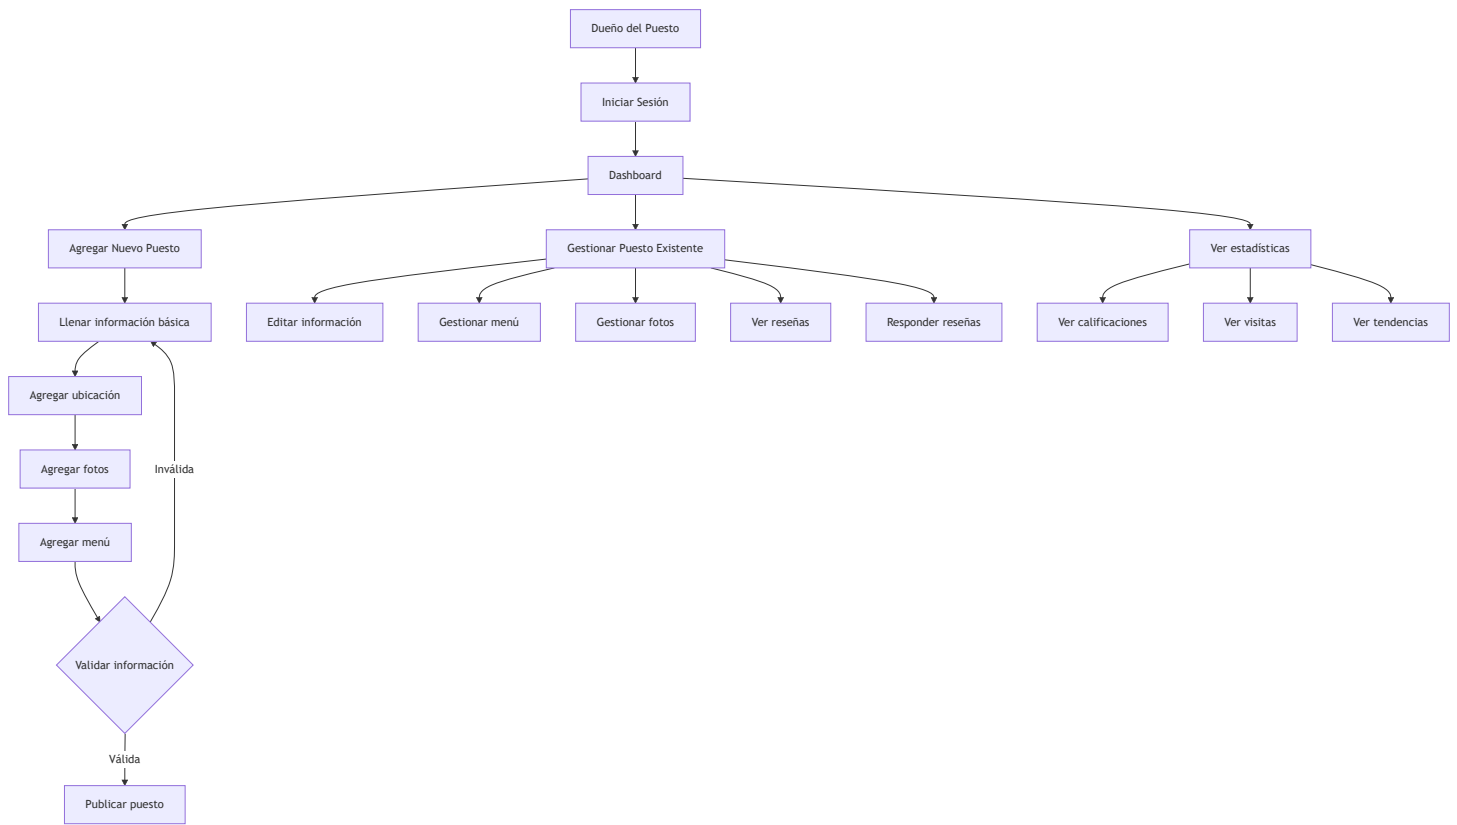 Dueño del Puesto
Iniciar Sesión
Dashboard
Agregar Nuevo Puesto
Gestionar Puesto Existente
Ver estadísticas
Llenar información básica
Editar información
Gestionar menú
Gestionar fotos
Ver reseñas
Responder reseñas
Ver calificaciones
Ver visitas
Ver tendencias
Agregar ubicación
Agregar fotos
Inválida
Agregar menú
Validar información
Válida
Publicar puesto